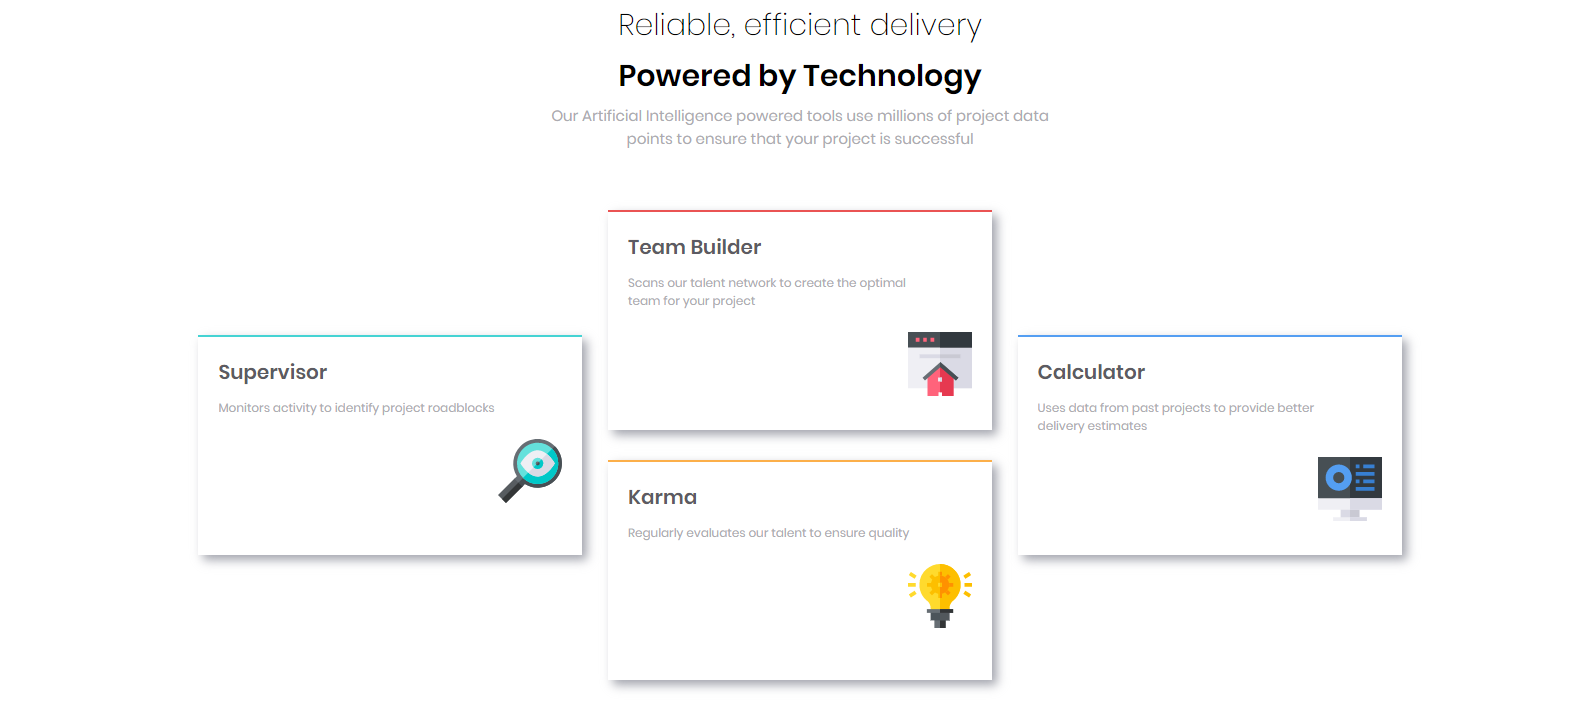 Reliable, efficient delivery
Powered by Technology
Our Artificial Intelligence powered tools use millions of project data
points to ensure that your project is successful
Supervisor
Monitors activity to identify project roadblocks
Team Builder
Scans our talent network to create the optimal
team for your project
Karma
Regularly evaluates our talent to ensure quality
Calculator
Uses data from past projects to provide better
delivery estimates